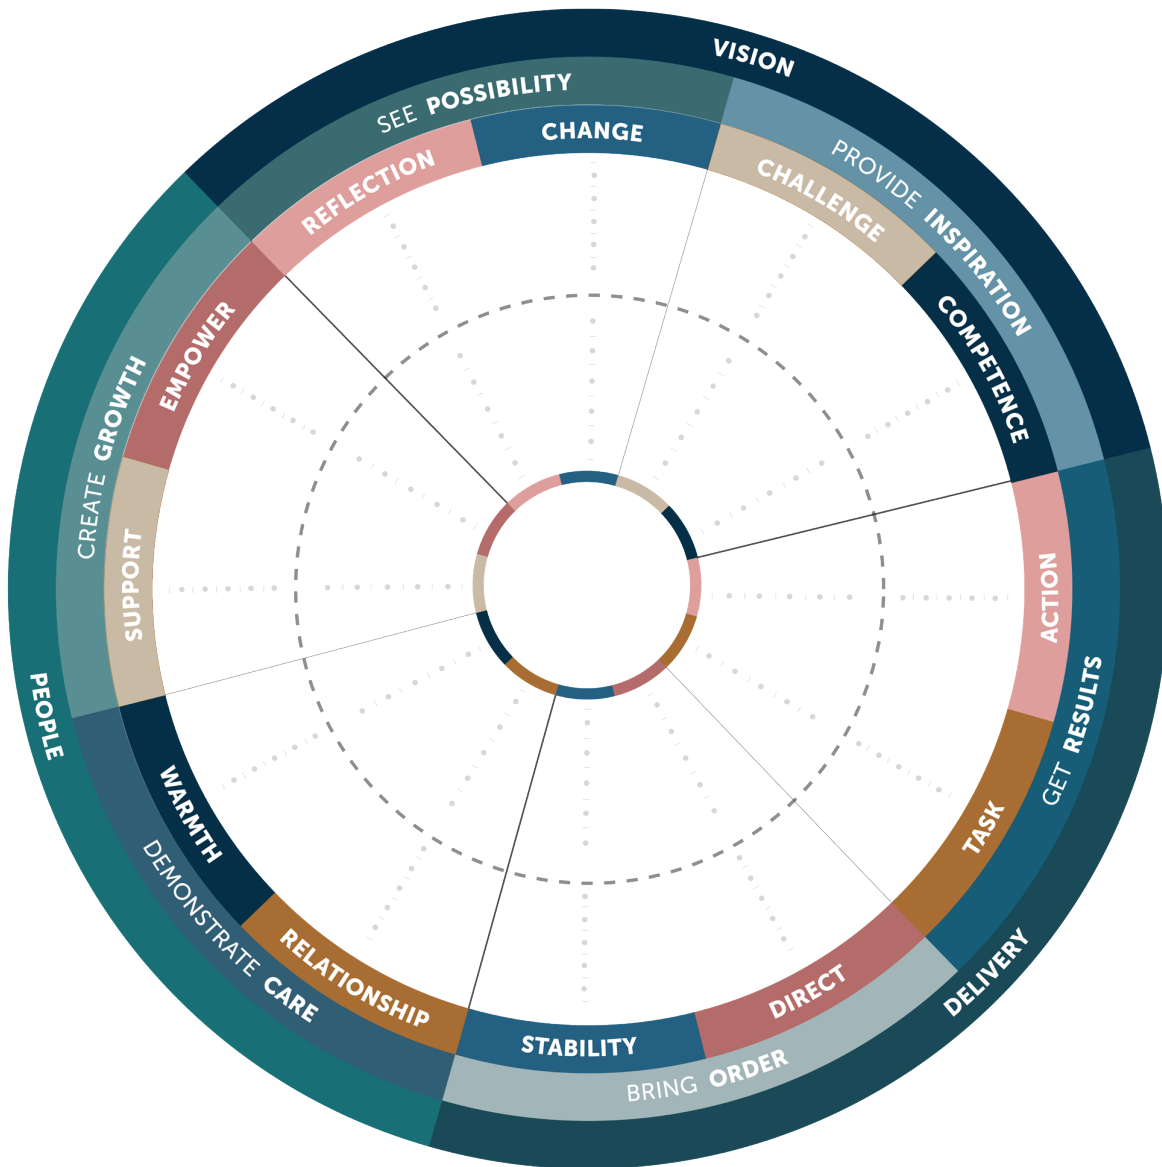 VISION
SEE POSSIBILITY
REFLECTION
CHANGE
PROVIDE INSPIRATION
CHALLENGE
COMPETENCE
DELIVERY
GET RESULTS
ACTION
TASK
BRING ORDER
DIRECT
STABILITY
PEOPLE
DEMONSTRATE CARE
RELATIONSHIP
WARMTH
CREATE GROWTH
SUPPORT
EMPOWER